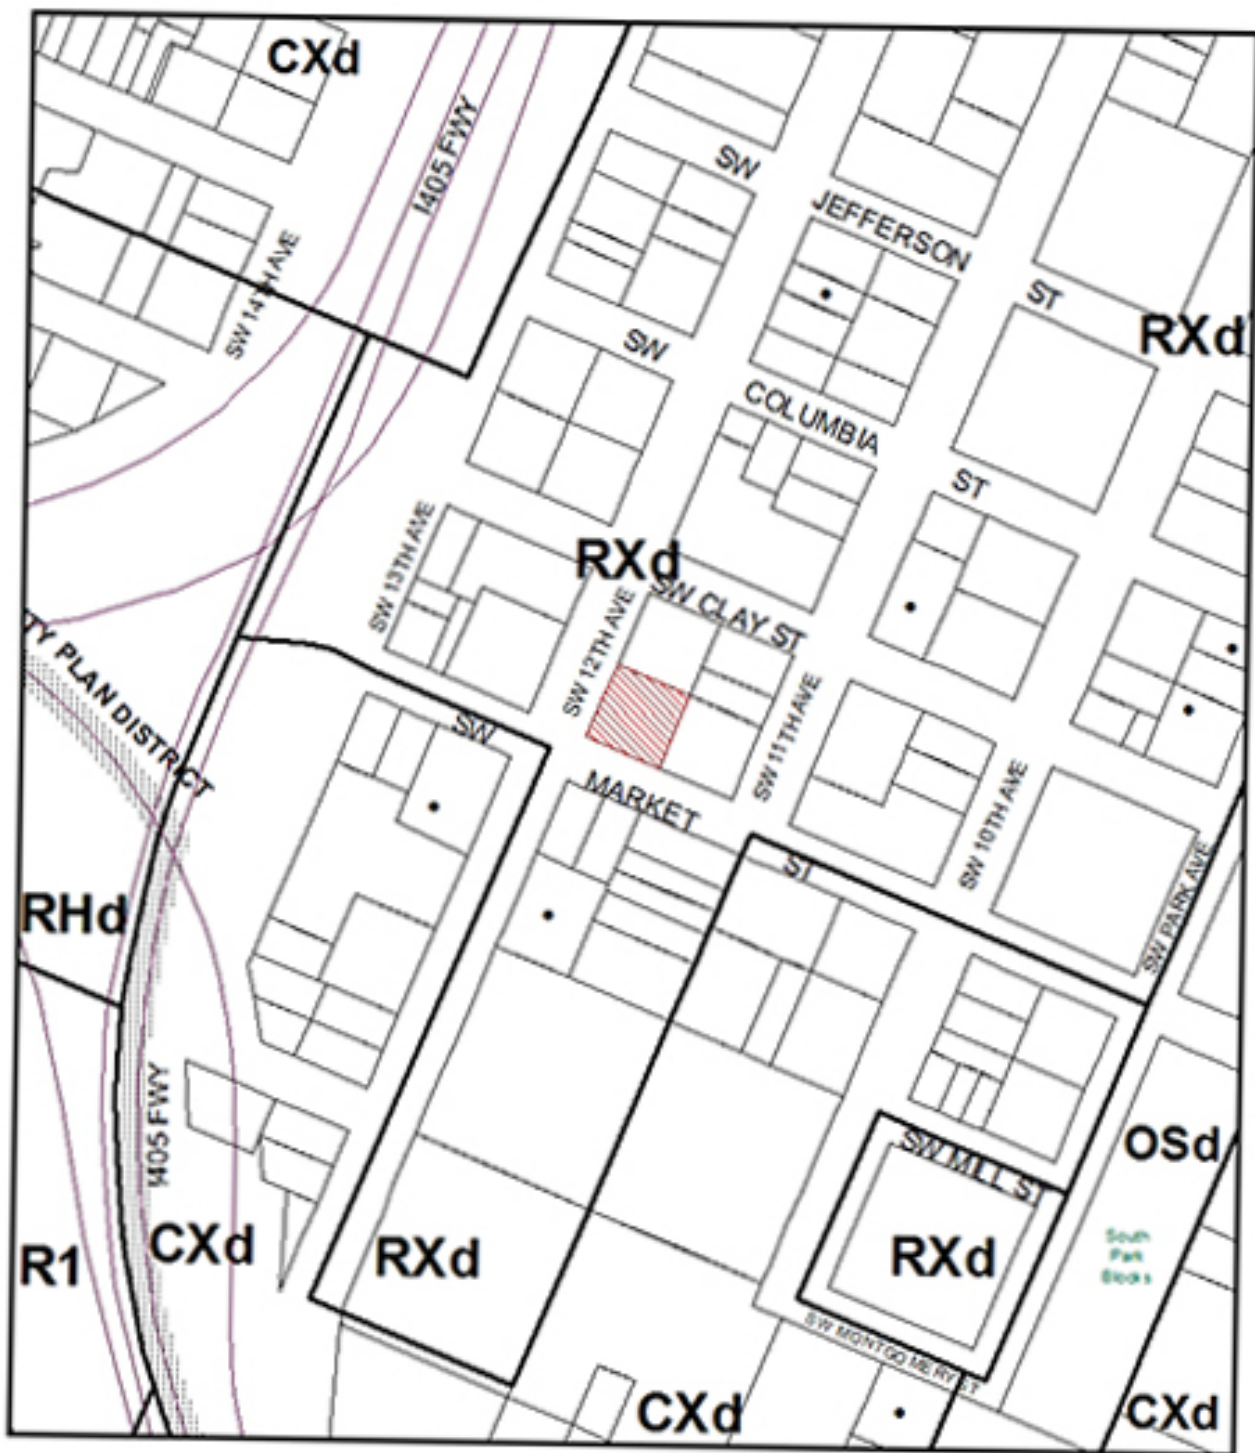 CXd
I405 FWY
SW
JEFFERSON
ST
SW 14TH AVE
RXd
SW
COLUMBIA
ST
SW 13TH AVE
RXd
SW CLAY ST
SW 12TH AVE
SW 11TH AVE
TY PLAN DISTRICT
SW
MARKET
ST
SW 10TH AVE
SW PARK AVE
RHd
I405 FWY
OSd
SW MILL ST
South
Park
Blocks
R1
CXd
RXd
RXd
SW MONTGOMERY ST
CXd
CXd